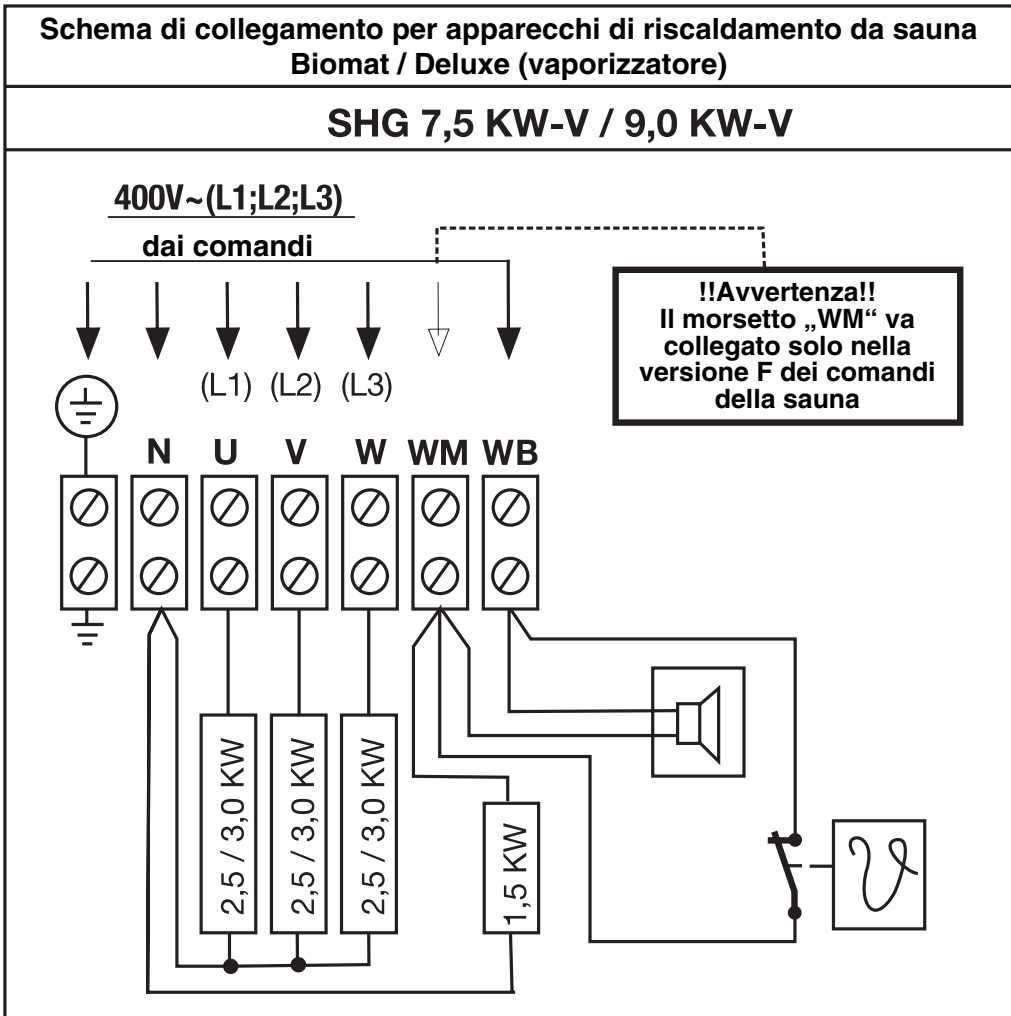 Schema di collegamento per apparecchi di riscaldamento da sauna
Biomat / Deluxe (vaporizzatore)
SHG 7,5 KW-V / 9,0 KW-V
400V~(L1;L2;L3)
dai comandi
!!Avvertenza!!
Il morsetto „WM“ va
collegato solo nella
versione F dei comandi
della sauna
(L1) (L2) (L3)
N U V W WM WB
2,5 / 3,0 KW
2,5 / 3,0 KW
2,5 / 3,0 KW
1,5 KW
ϑ